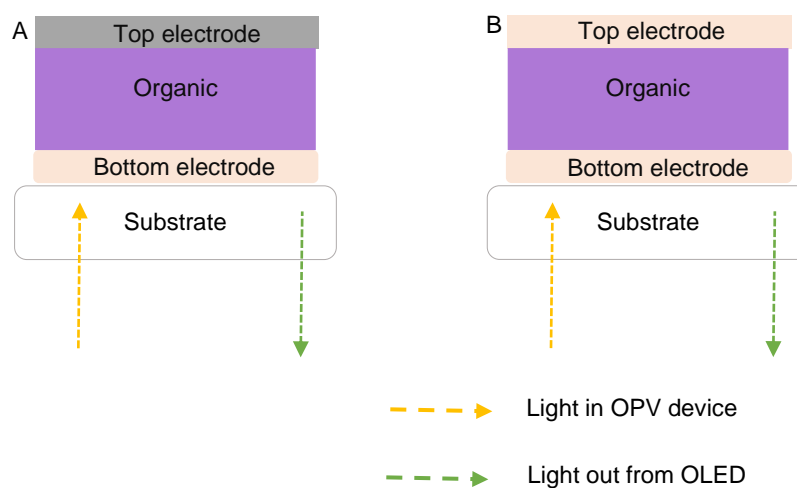 A
Top electrode
Organic
Bottom electrode
Substrate
B
Top electrode
Organic
Bottom electrode
Substrate
Light in OPV device
Light out from OLED